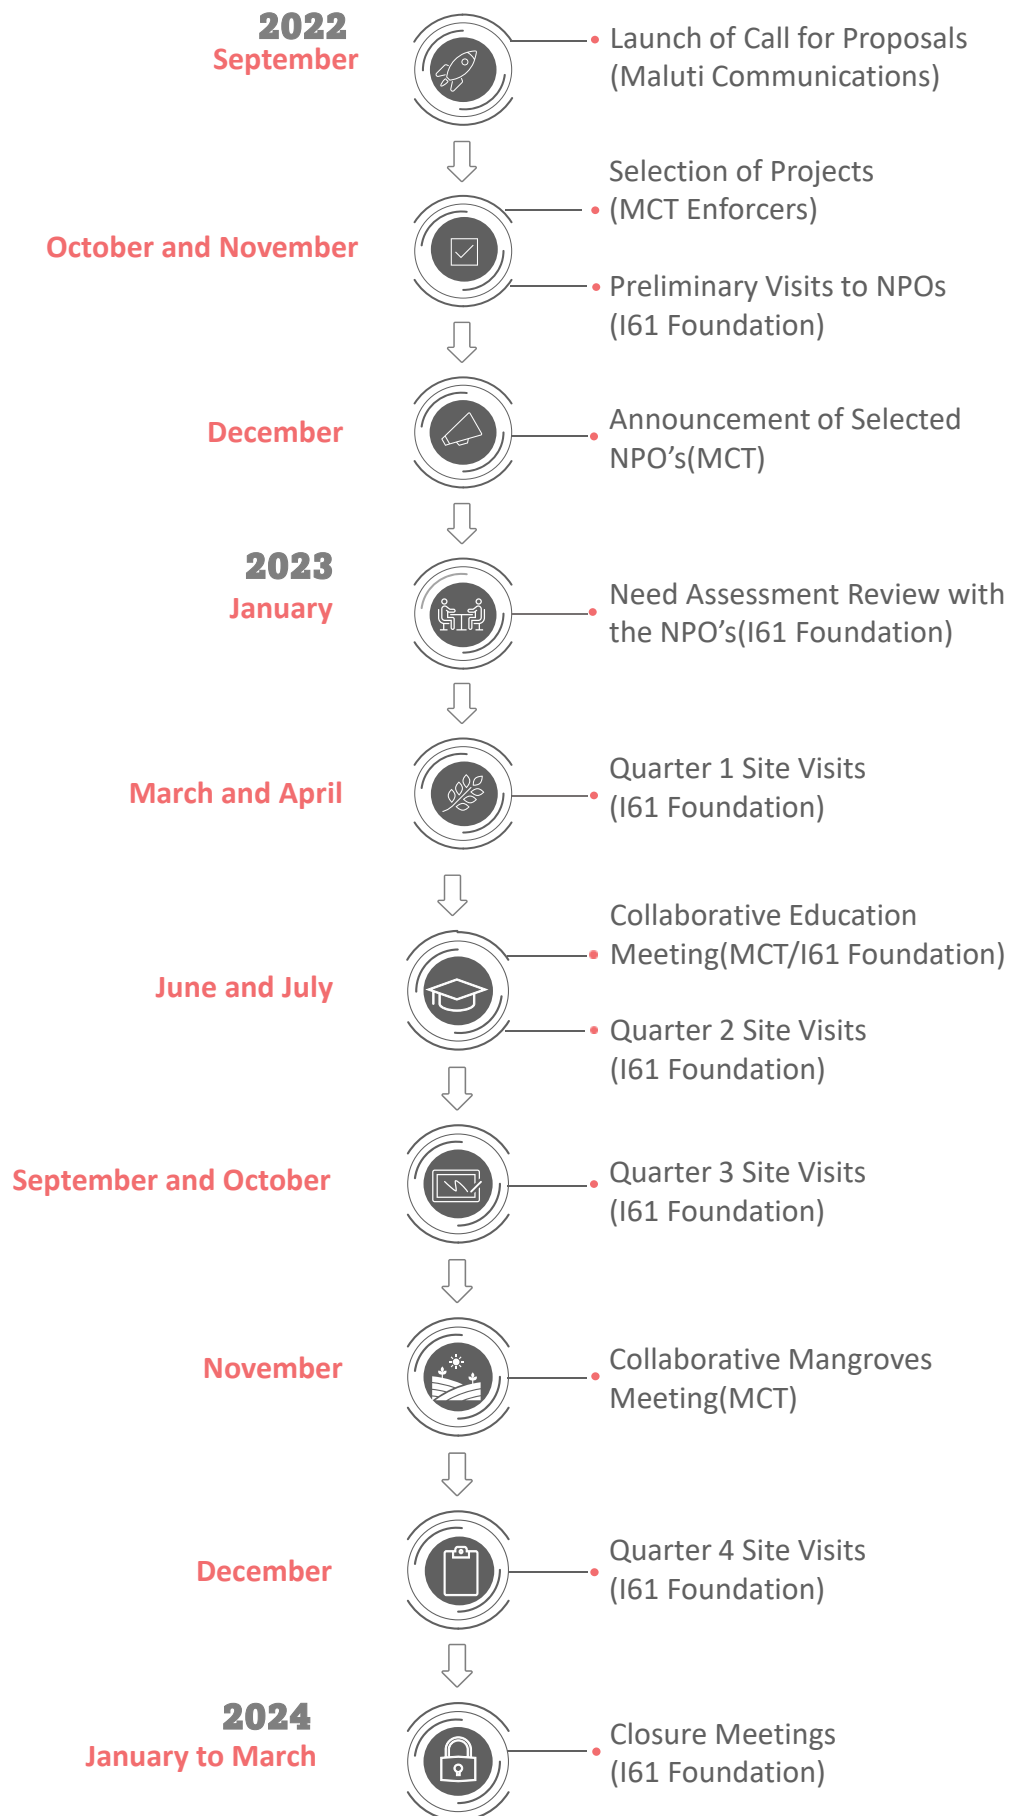 2022
September
Launch of Call for Proposals
(Maluti Communications)
October and November
Selection of Projects
(MCT Enforcers)
Preliminary Visits to NPOs
(I61 Foundation)
December
Announcement of Selected
NPO’s(MCT)
2023
January
Need Assessment Review with
the NPO’s(I61 Foundation)
March and April
Quarter 1 Site Visits
(I61 Foundation)
June and July
Collaborative Education
Meeting(MCT/I61 Foundation)
Quarter 2 Site Visits
(I61 Foundation)
September and October
Quarter 3 Site Visits
(I61 Foundation)
November
Collaborative Mangroves
Meeting(MCT)
December
Quarter 4 Site Visits
(I61 Foundation)
2024
January to March
Closure Meetings
(I61 Foundation)